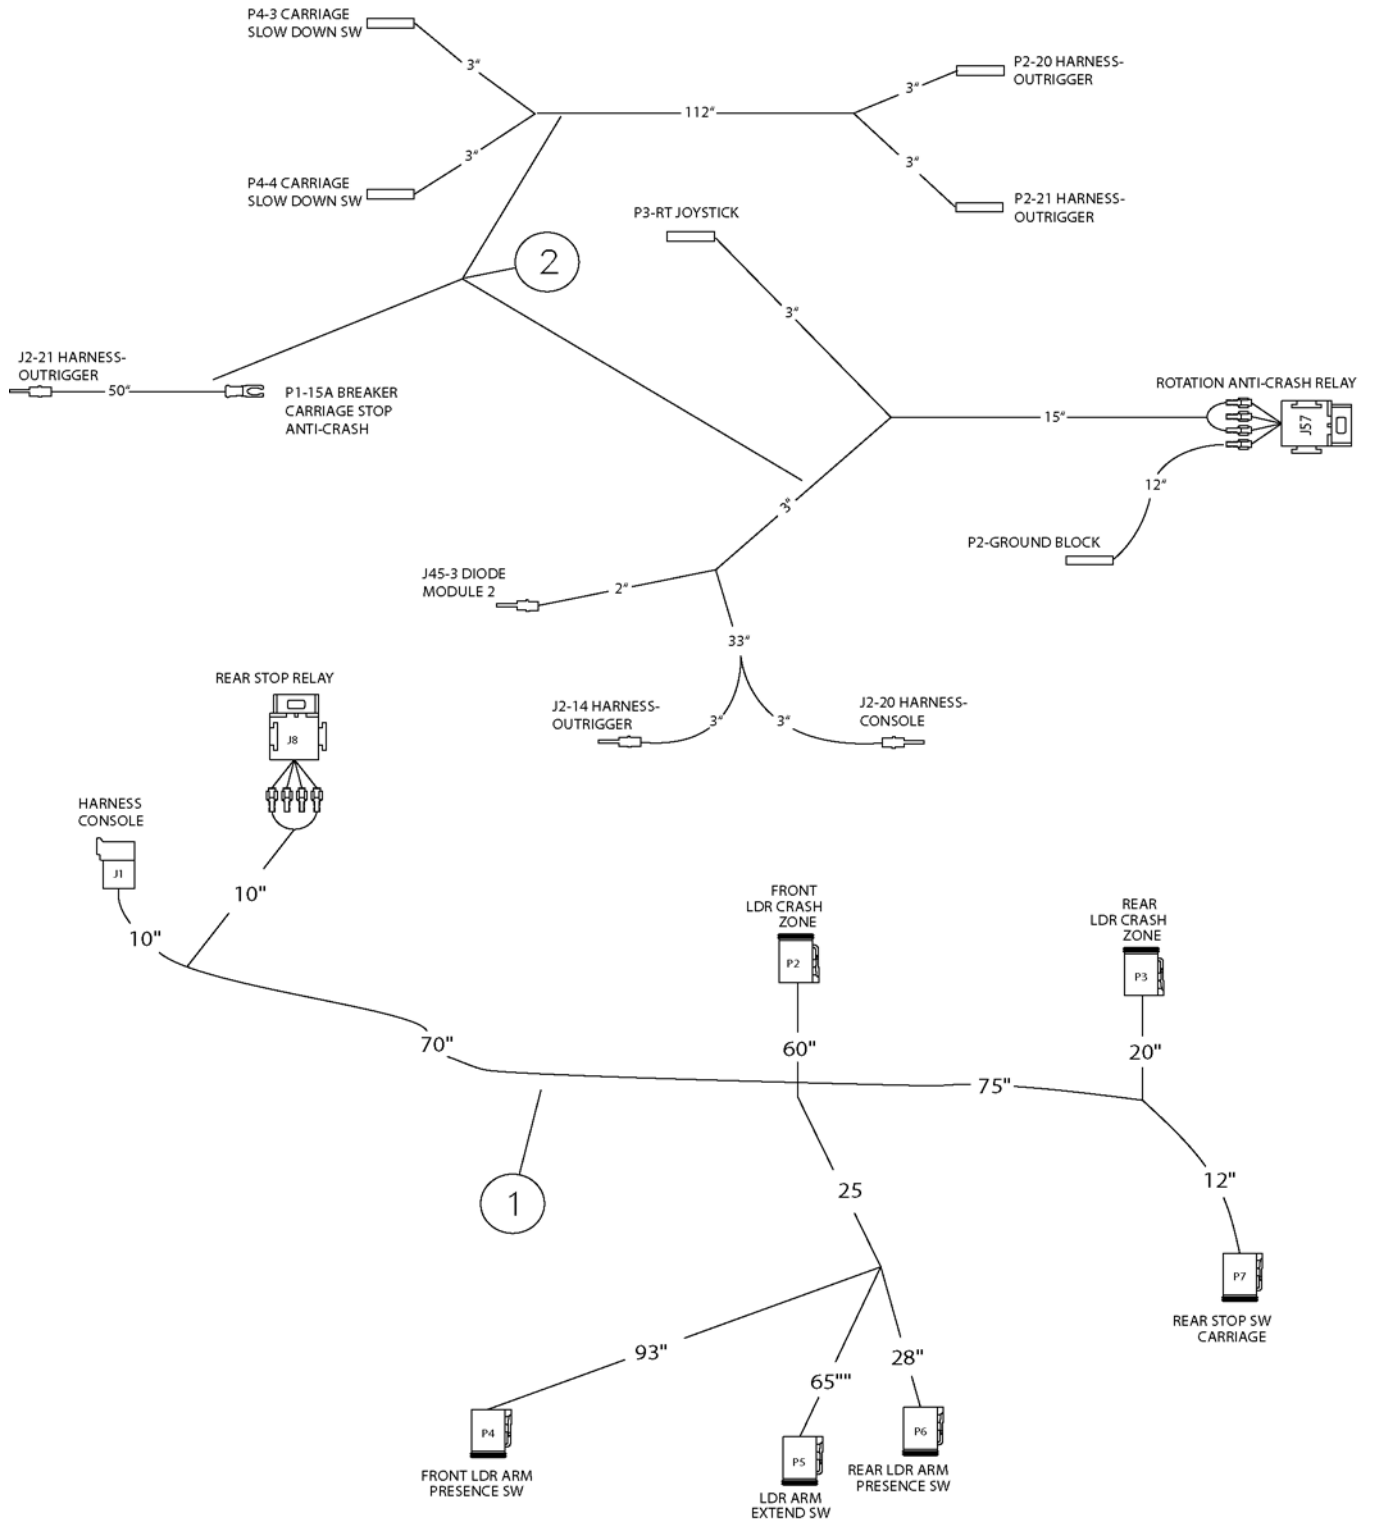 P4-3 CARRIAGE
SLOW DOWN SW
3"
P2-20 HARNESS-
OUTRIGGER
3"
112"
3"
3"
P4-4 CARRIAGE
SLOW DOWN SW
P2-21 HARNESS-
OUTRIGGER
P3-RT JOYSTICK
2
3"
J2-21 HARNESS-
OUTRIGGER
50"
P1-15A BREAKER
CARRIAGE STOP
ANTI-CRASH
ROTATION ANTI-CRASH RELAY
15"
J57
12"
3"
P2-GROUND BLOCK
J45-3 DIODE
MODULE 2
2"
33"
REAR STOP RELAY
J8
J2-14 HARNESS-
OUTRIGGER
3"
3"
J2-20 HARNESS-
CONSOLE
HARNESS
CONSOLE
J1
10"
10"
FRONT
LDR CRASH
ZONE
P2
REAR
LDR CRASH
ZONE
P3
70"
60"
20"
75"
1
25
12"
P7
REAR STOP SW
CARRIAGE
93"
65""
28"
P4
FRONT LDR ARM
PRESENCE SW
P5
LDR ARM
EXTEND SW
P6
REAR LDR ARM
PRESENCE SW